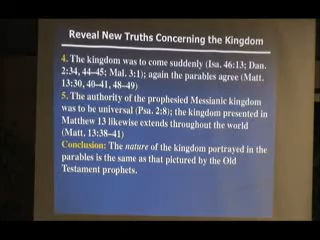 Reveal New Truths Concerning the Kingdom
4. The kingdom was to come suddenly (Isa. 46:13; Dan.
2:34, 44–45; Mal. 3:1); again the parables agree (Matt.
13:30, 40–41, 48–49)
5. The authority of the prophesied Messianic kingdom
was to be universal (Psa. 2:8); the kingdom presented in
Matthew 13 likewise extends throughout the world
(Matt. 13:38–41)
Conclusion: The nature of the kingdom portrayed in the
parables is the same as that pictured by the Old
Testament prophets.